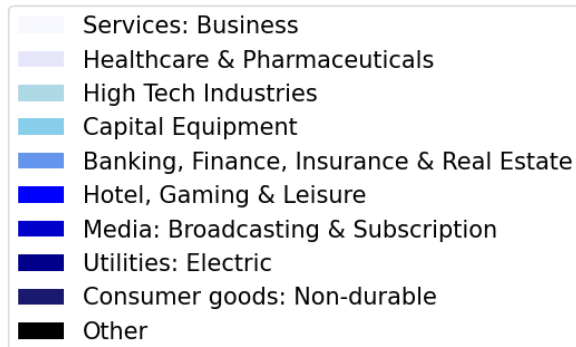 Services: Business
Healthcare & Pharmaceuticals
High Tech Industries
Capital Equipment
Banking, Finance, Insurance & Real Estate
Hotel, Gaming & Leisure
Media: Broadcasting & Subscription
Utilities: Electric
Consumer goods: Non-durable
Other